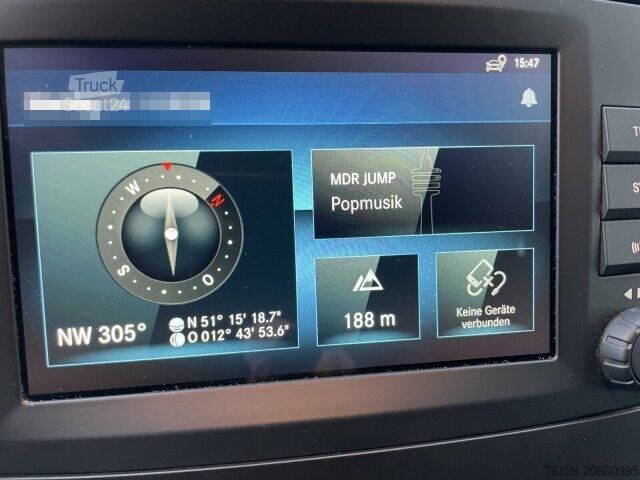 15:47
Truck
Scout24
W
N
S
O
NW 305°
N 51° 15' 18.7"
O 012° 43' 53.6"
MDR JUMP
Popmusik
188 m
Keine Geräte
verbunden
76126-20600395